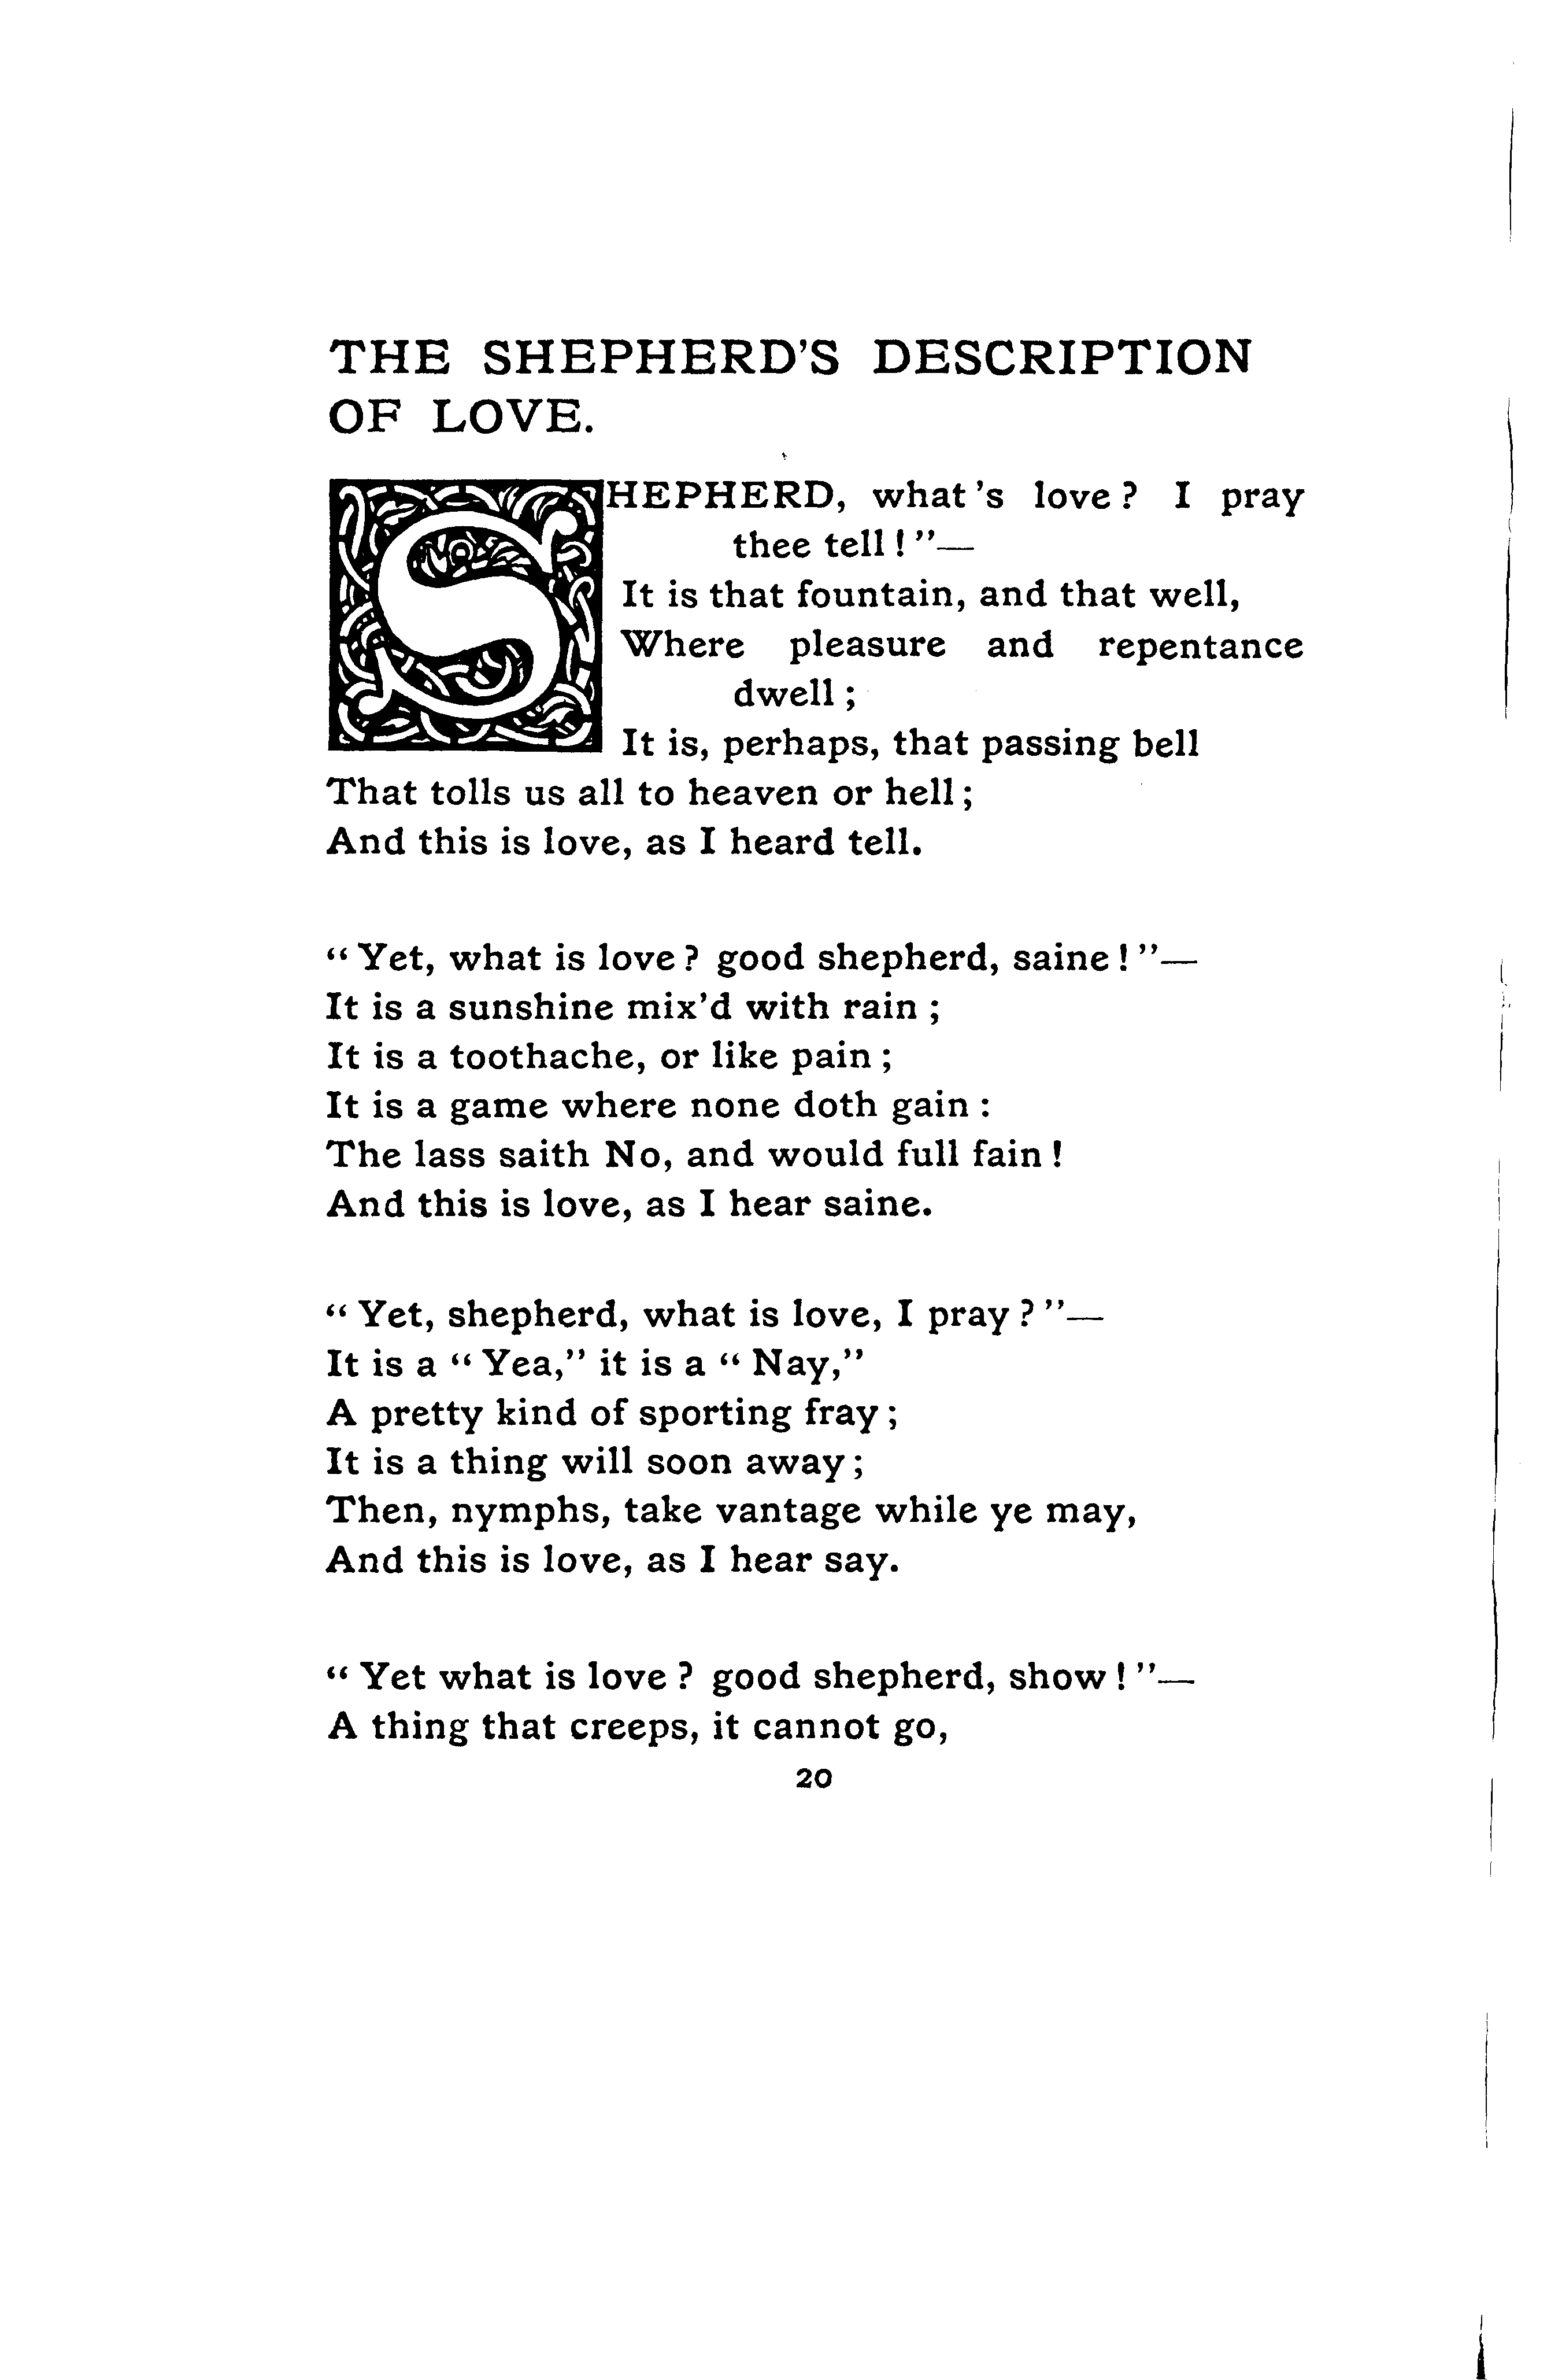 THE SHEPHERD'S DESCRIPTION
OF LOVE.
SHEPHERD, what's love? I pray
thee tell!"—
It is that fountain, and that well,
Where pleasure and repentance
dwell;
It is, perhaps, that passing bell
That tolls us all to heaven or hell;
And this is love, as I heard tell.
"Yet, what is love? good shepherd, saine!"—
It is a sunshine mix'd with rain;
It is a toothache, or like pain;
It is a game where none doth gain:
The lass saith No, and would full fain!
And this is love, as I hear saine.
"Yet, shepherd, what is love, I pray?"—
It is a "Yea," it is a "Nay,"
A pretty kind of sporting fray;
It is a thing will soon away;
Then, nymphs, take vantage while ye may,
And this is love, as I hear say.
"Yet what is love? good shepherd, show!"—
A thing that creeps, it cannot go,
20